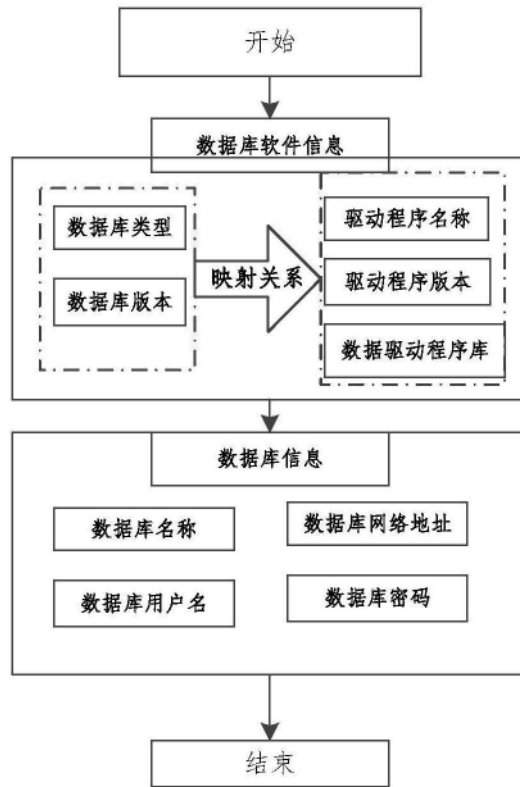 开始
数据库软件信息
数据库类型
数据库版本
映射关系
驱动程序名称
驱动程序版本
数据驱动程序库
数据库信息
数据库名称
数据库网络地址
数据库用户名
数据库密码
结束